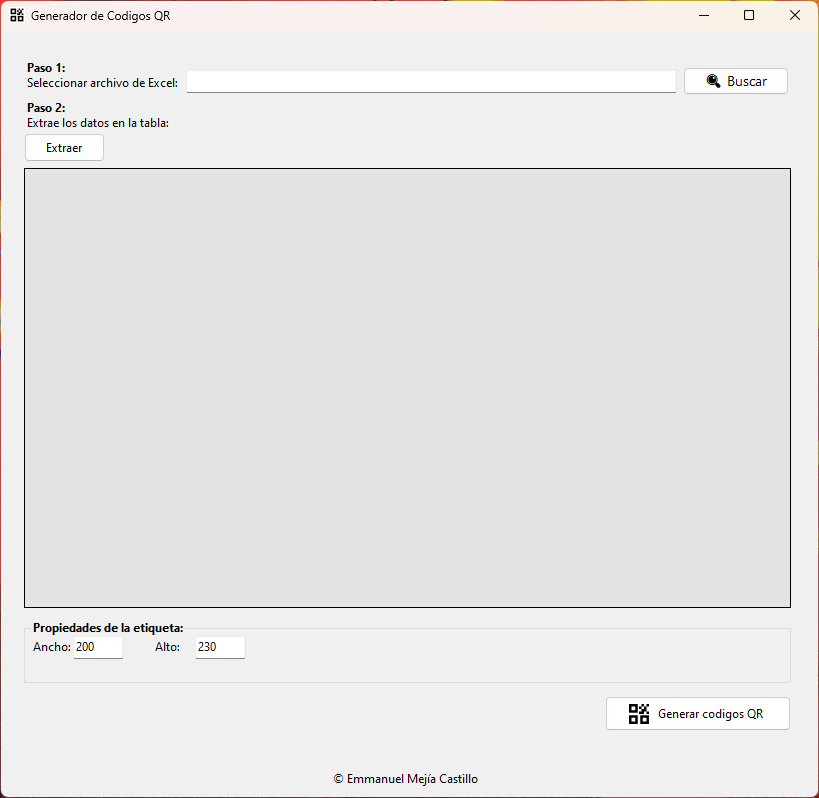 Generador de Codigos QR
Paso 1:
Seleccionar archivo de Excel:
Buscar
Paso 2:
Extrae los datos en la tabla:
Extraer
Propiedades de la etiqueta:
Ancho: 200 Alto: 230
Generar codigos QR
© Emmanuel Mejía Castillo